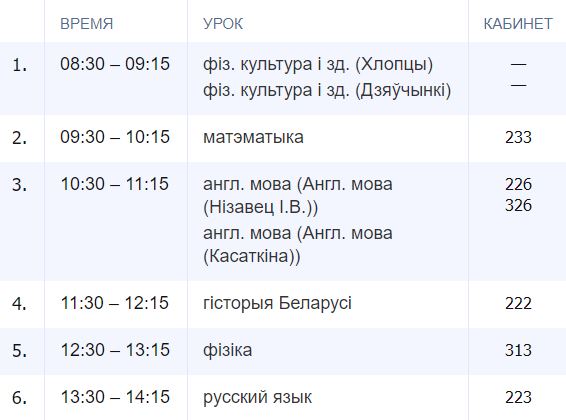 ВРЕМЯ УРОК КАБИНЕТ
1. 08:30 – 09:15 фіз. культура і зд. (Хлопцы) —
фіз. культура і зд. (Дзяўчынкі) —
2. 09:30 – 10:15 матэматыка 233
3. 10:30 – 11:15 англ. мова (Англ. мова 226
(Нізавец І.В.)) 326
англ. мова (Англ. мова
(Касаткіна))
4. 11:30 – 12:15 гісторыя Беларусі 222
5. 12:30 – 13:15 фізіка 313
6. 13:30 – 14:15 русский язык 223